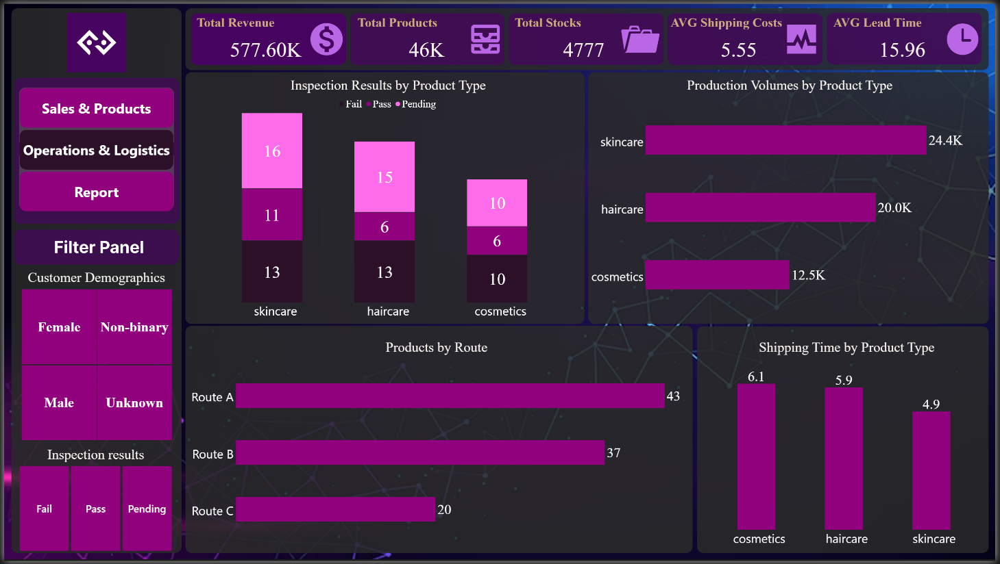 Total Revenue
577.60K
Total Products
46K
Total Stocks
4777
AVG Shipping Costs
5.55
AVG Lead Time
15.96
Sales & Products
Operations & Logistics
Report
Filter Panel
Customer Demographics
Female
Non-binary
Male
Unknown
Inspection results
Fail
Pass
Pending
Inspection Results by Product Type
Fail Pass Pending
16
15
10
11
6
6
13
13
10
skincare
haircare
cosmetics
Production Volumes by Product Type
skincare 24.4K
haircare 20.0K
cosmetics 12.5K
Products by Route
Route A 43
Route B 37
Route C 20
Shipping Time by Product Type
6.1
5.9
4.9
cosmetics
haircare
skincare